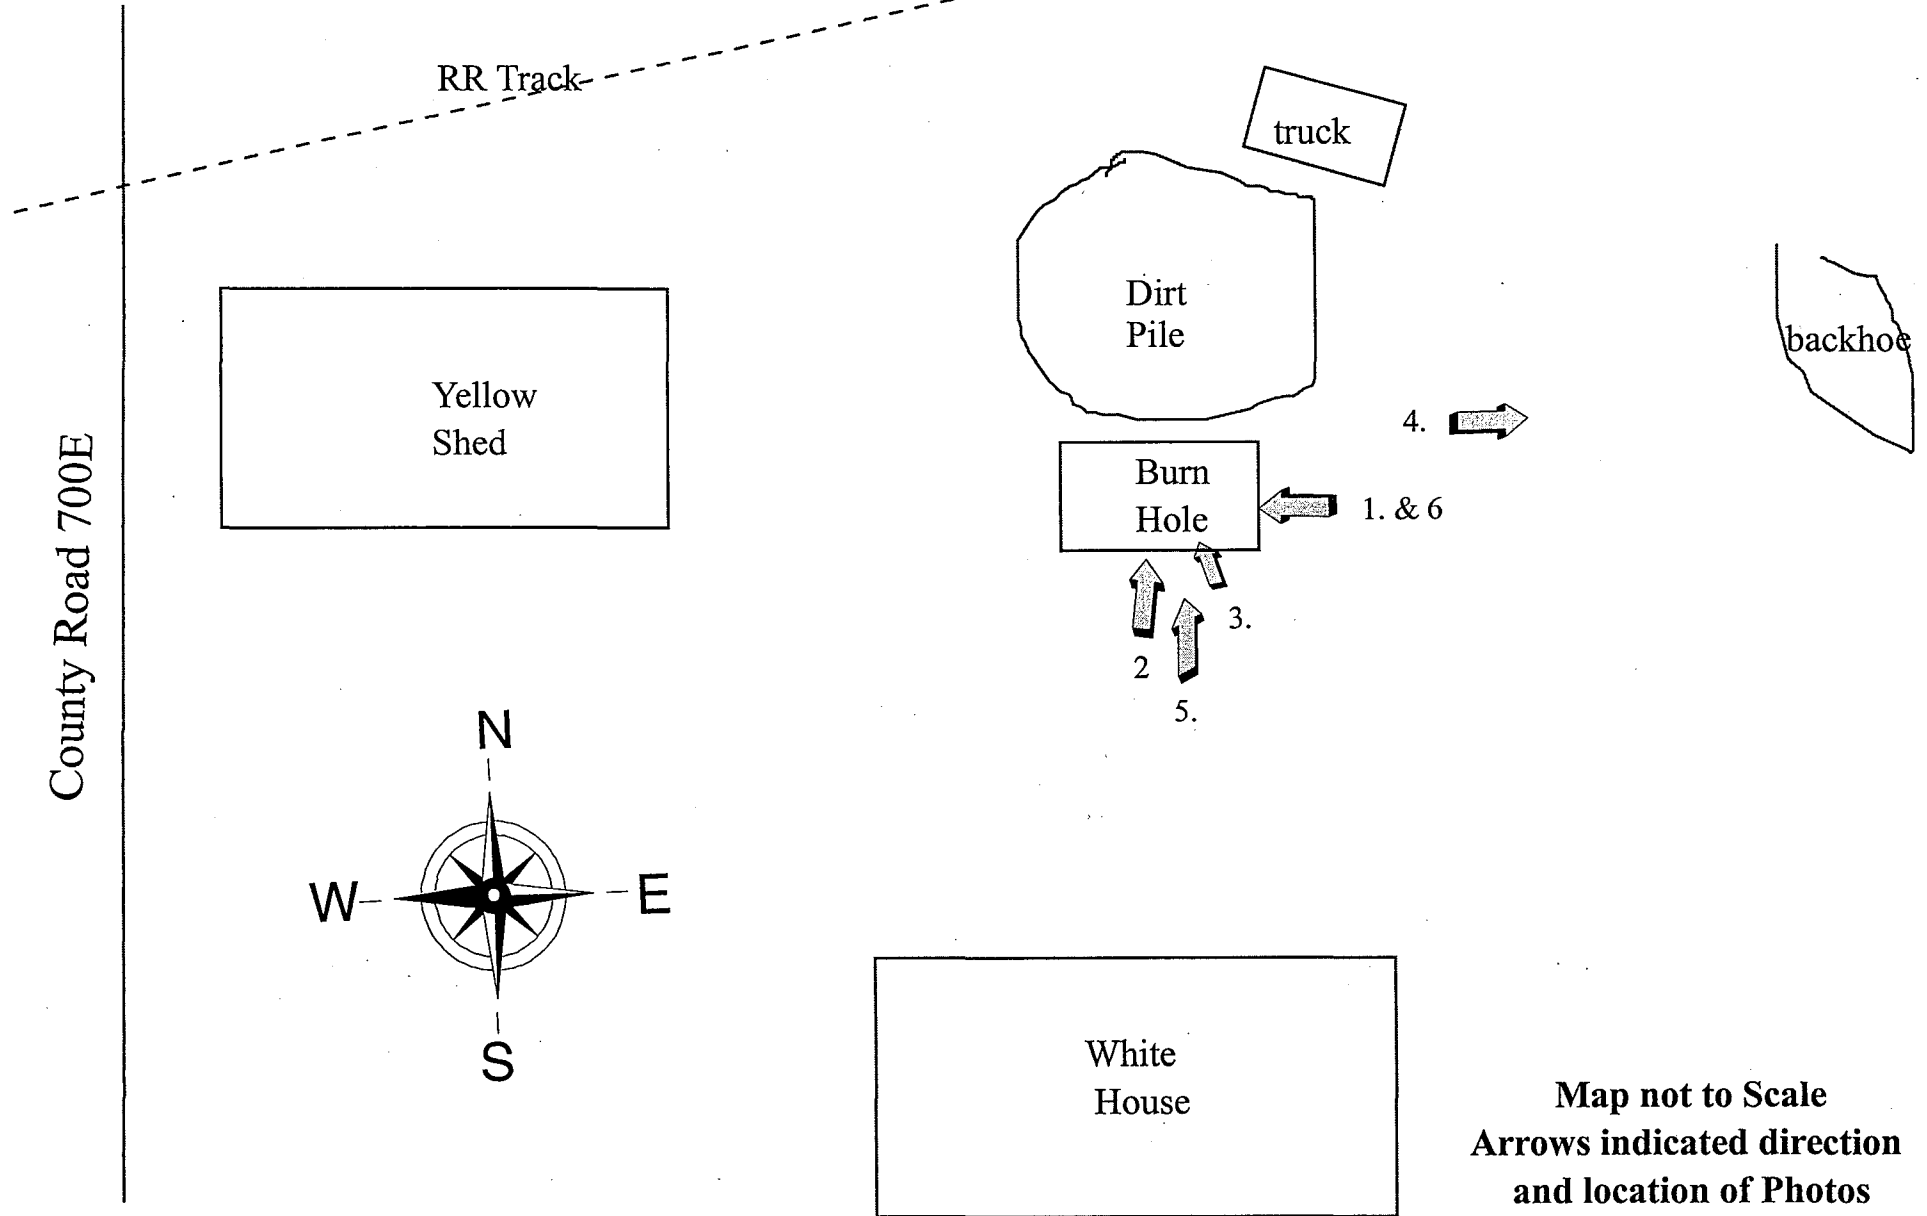 RR Track
truck
Dirt
Pile
backhoe
Yellow
Shed
4.
County Road 700E
Burn
Hole
1. & 6
3.
2
5.
N
W
E
S
White
House
Map not to Scale
Arrows indicated direction
and location of Photos